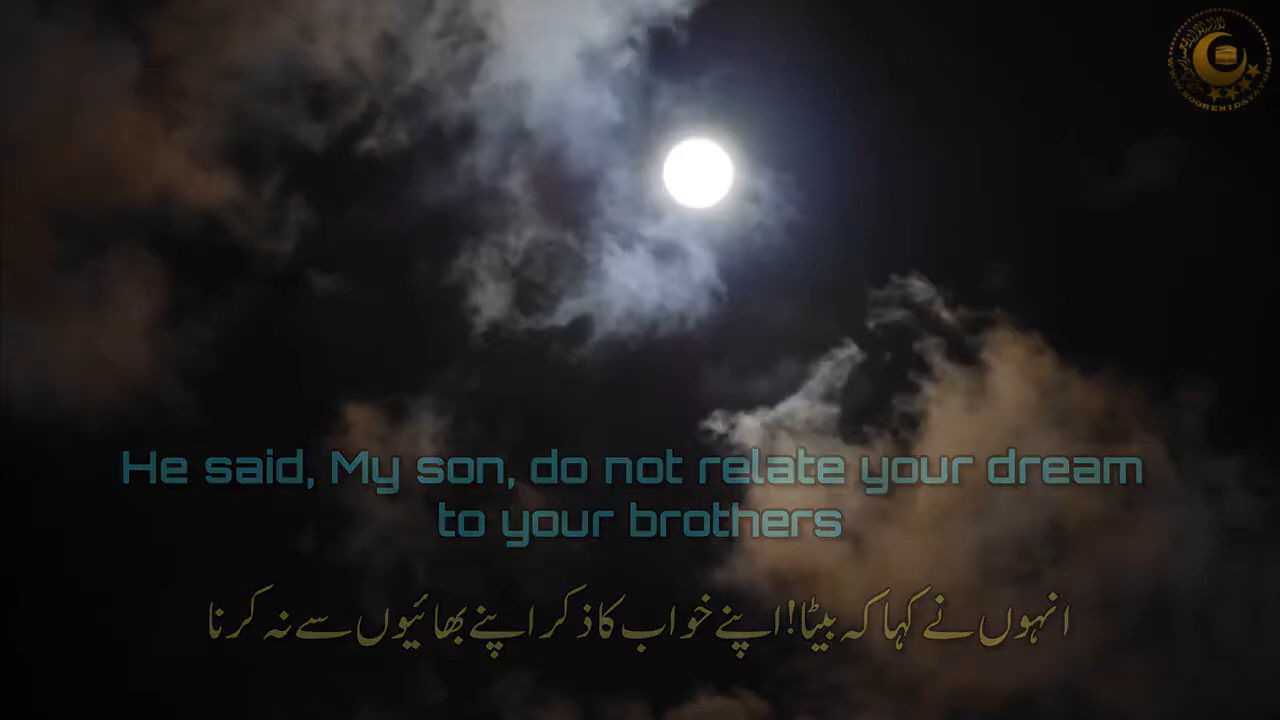 He said, My son, do not relate your dream
to your brothers
انہوں نے کہا کہ بیٹا! اپنے خواب کا ذکر اپنے بھائیوں سے نہ کرنا